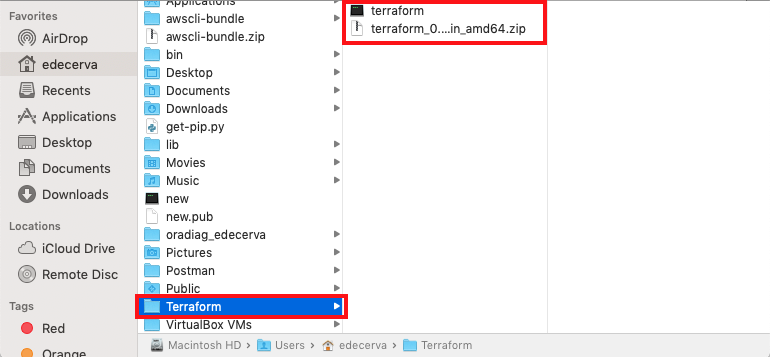 Favorites
AirDrop
edecerva
Recents
Applications
Desktop
Documents
Downloads
Locations
iCloud Drive
Remote Disc
Tags
Red
Orange
Applications
awscli-bundle
awscli-bundle.zip
bin
Desktop
Documents
Downloads
get-pip.py
lib
Movies
Music
new
new.pub
oradiag_edecerva
Pictures
Postman
Public
Terraform
VirtualBox VMs
terraform
terraform_0....in_amd64.zip
Macintosh HD › Users › edecerva › Terraform